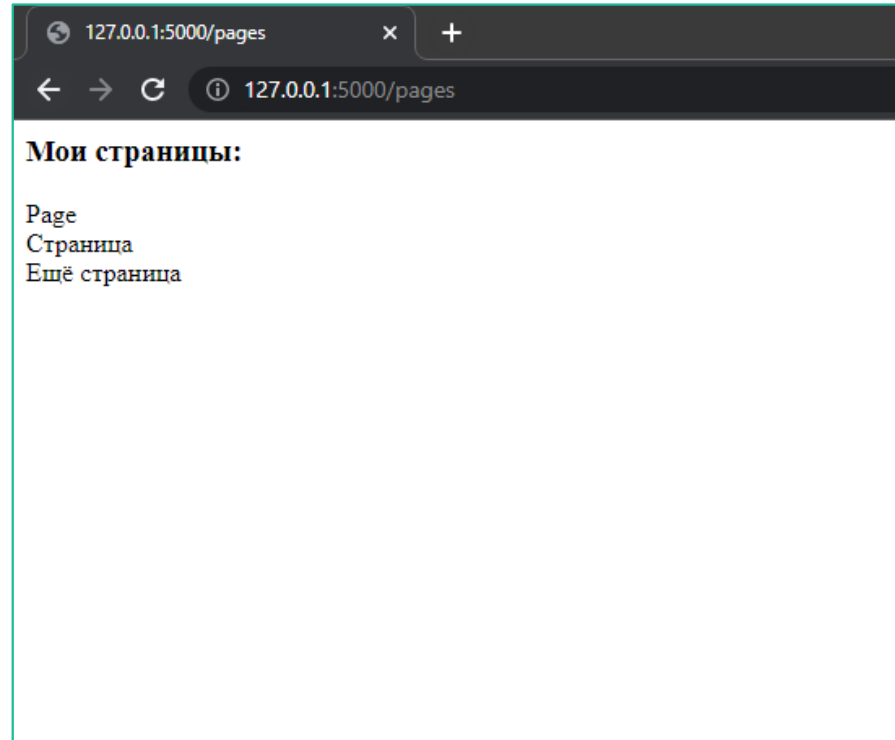 127.0.0.1:5000/pages
127.0.0.1:5000/pages
Мои страницы:
Page
Страница
Ещё страница